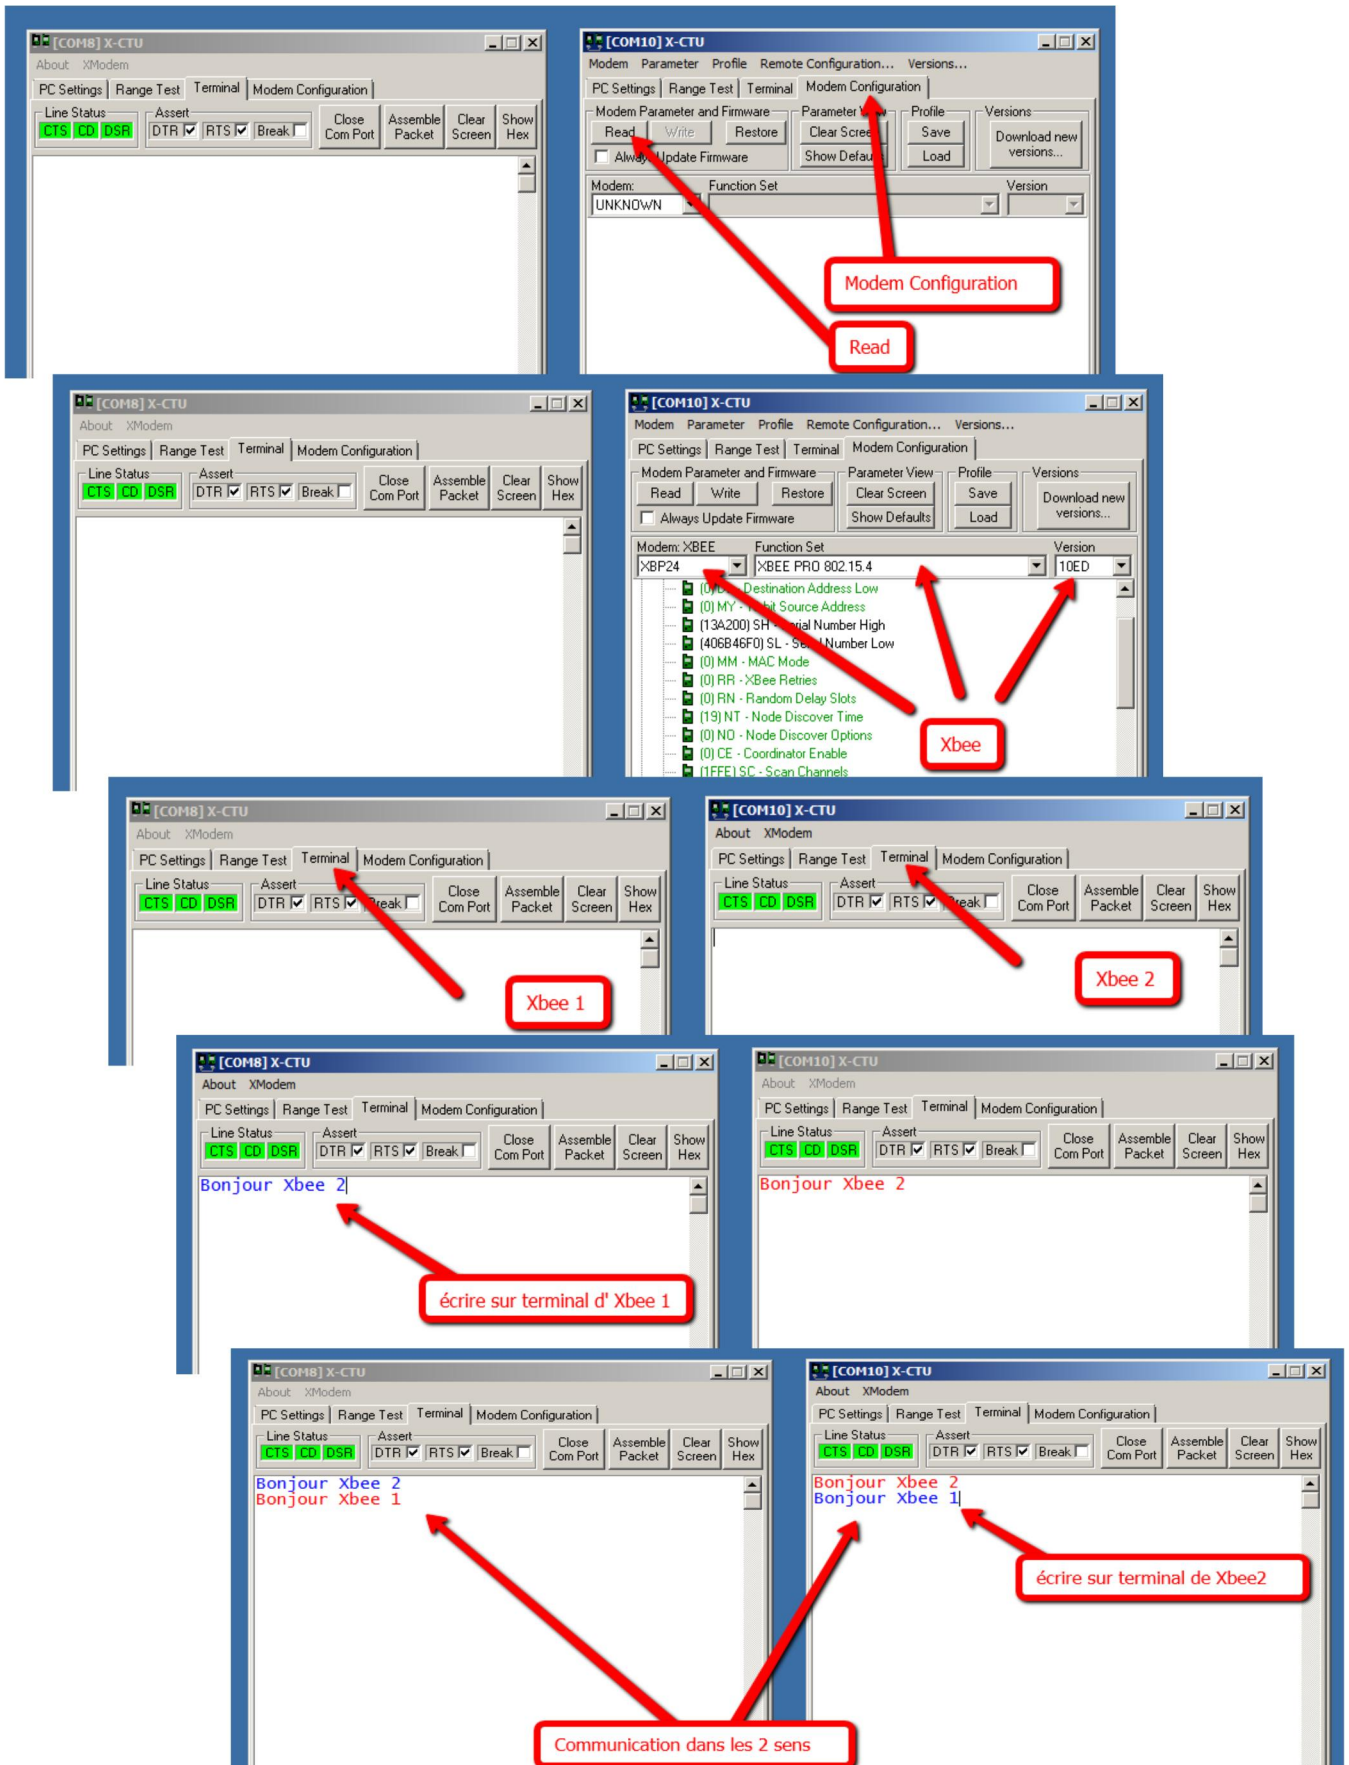 [COM8] X-CTU
About XModem
PC Settings Range Test Terminal Modem Configuration
Line Status Assert
CTS CD DSR DTR RTS Break Close Com Port Assemble Packet Clear Screen Show Hex
[COM10] X-CTU
Modem Parameter Profile Remote Configuration... Versions...
PC Settings Range Test Terminal Modem Configuration
Modem Parameter and Firmware Parameter View Profile Versions
Read Write Restore Clear Screen Save Download new versions...
Always Update Firmware Show Defaults Load
Modem: Function Set Version
UNKNOWN
Modem Configuration
Read
[COM8] X-CTU
About XModem
PC Settings Range Test Terminal Modem Configuration
Line Status Assert
CTS CD DSR DTR RTS Break Close Com Port Assemble Packet Clear Screen Show Hex
[COM10] X-CTU
Modem Parameter Profile Remote Configuration... Versions...
PC Settings Range Test Terminal Modem Configuration
Modem Parameter and Firmware Parameter View Profile Versions
Read Write Restore Clear Screen Save Download new versions...
Always Update Firmware Show Defaults Load
Modem: XBEE Function Set Version
XBP24 XBEE PRO 802.15.4 10ED
(0) Destination Address Low
(0) MY - Source Address
(13A200) SH - Serial Number High
(406B46F0) SL - Serial Number Low
(0) MM - MAC Mode
(0) RR - XBee Retries
(0) RN - Random Delay Slots
(19) NT - Node Discover Time
(0) NO - Node Discover Options
(0) CE - Coordinator Enable
(1FFE) SC - Scan Channels
Xbee
[COM8] X-CTU
About XModem
PC Settings Range Test Terminal Modem Configuration
Line Status Assert
CTS CD DSR DTR RTS Break Close Com Port Assemble Packet Clear Screen Show Hex
Xbee 1
[COM10] X-CTU
About XModem
PC Settings Range Test Terminal Modem Configuration
Line Status Assert
CTS CD DSR DTR RTS Break Close Com Port Assemble Packet Clear Screen Show Hex
Xbee 2
[COM8] X-CTU
About XModem
PC Settings Range Test Terminal Modem Configuration
Line Status Assert
CTS CD DSR DTR RTS Break Close Com Port Assemble Packet Clear Screen Show Hex
Bonjour Xbee 2
écrire sur terminal d' Xbee 1
[COM10] X-CTU
About XModem
PC Settings Range Test Terminal Modem Configuration
Line Status Assert
CTS CD DSR DTR RTS Break Close Com Port Assemble Packet Clear Screen Show Hex
Bonjour Xbee 2
[COM8] X-CTU
About XModem
PC Settings Range Test Terminal Modem Configuration
Line Status Assert
CTS CD DSR DTR RTS Break Close Com Port Assemble Packet Clear Screen Show Hex
Bonjour Xbee 2
Bonjour Xbee 1
[COM10] X-CTU
About XModem
PC Settings Range Test Terminal Modem Configuration
Line Status Assert
CTS CD DSR DTR RTS Break Close Com Port Assemble Packet Clear Screen Show Hex
Bonjour Xbee 2
Bonjour Xbee 1
écrire sur terminal de Xbee2
Communication dans les 2 sens